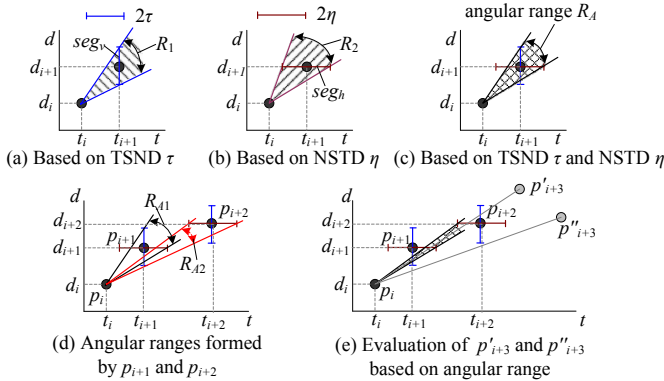 2τ
2η
angular range R_A
d
seg_v
R_1
d_{i+1}
d_i
t_i
t_{i+1}
t
d
R_2
d_{i+1}
seg_h
d_i
t_i
t_{i+1}
t
d
d_{i+1}
d_i
t_i
t_{i+1}
t
(a) Based on TSND τ
(b) Based on NSTD η
(c) Based on TSND τ and NSTD η
d
R_{A1}
p_{i+2}
d_{i+2}
p_{i+1}
d_{i+1}
R_{A2}
d_i
p_i
t_i
t_{i+1}
t_{i+2}
t
(d) Angular ranges formed
by p_{i+1} and p_{i+2}
d
p'_{i+3}
p_{i+2}
d_{i+2}
p''_{i+3}
p_{i+1}
d_{i+1}
d_i
p_i
t_i
t_{i+1}
t_{i+2}
t
(e) Evaluation of p'_{i+3} and p''_{i+3}
based on angular range